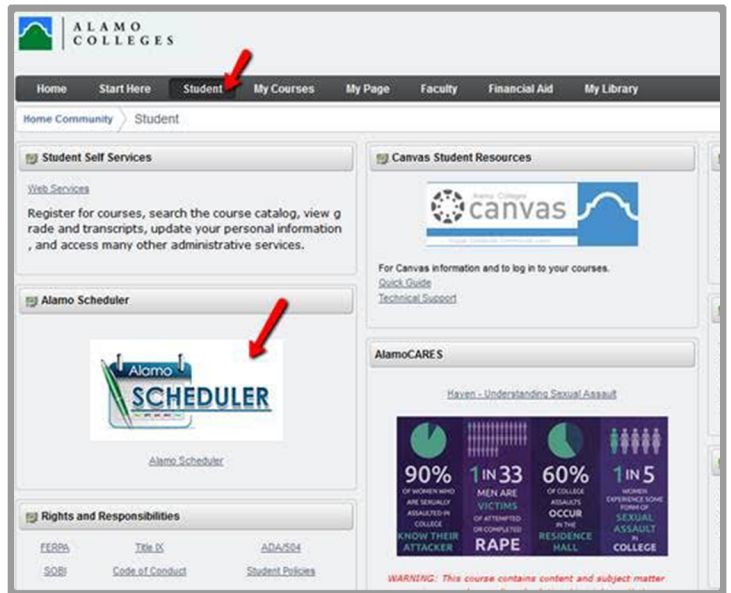 ALAMO
COLLEGES
Home Start Here Student My Courses My Page Faculty Financial Aid My Library
Home Community Student
Student Self Services
Web Services
Register for courses, search the course catalog, view g
rade and transcripts, update your personal information
, and access many other administrative services.
Alamo Scheduler
Alamo
SCHEDULER
Alamo Scheduler
Rights and Responsibilities
FERPA Title IX ADA/504
SOBI Code of Conduct Student Policies
Canvas Student Resources
Alamo Colleges
canvas
For Canvas information and to log in to your courses.
Quick Guide
Technical Support
AlamoCARES
Haven - Understanding Sexual Assault
90%
OF WOMEN WHO
ARE SEXUALLY
ASSAULTED IN
COLLEGE
KNOW THEIR
ATTACKER
1 IN 33
MEN ARE
VICTIMS
OF ATTEMPTED
OR COMPLETED
RAPE
60%
OF COLLEGE
ASSAULTS
OCCUR
IN THE
RESIDENCE
HALL
1 IN 5
WOMEN
EXPERIENCE SOME
FORM OF
SEXUAL
ASSAULT
IN
COLLEGE
WARNING: This course contains content and subject matter